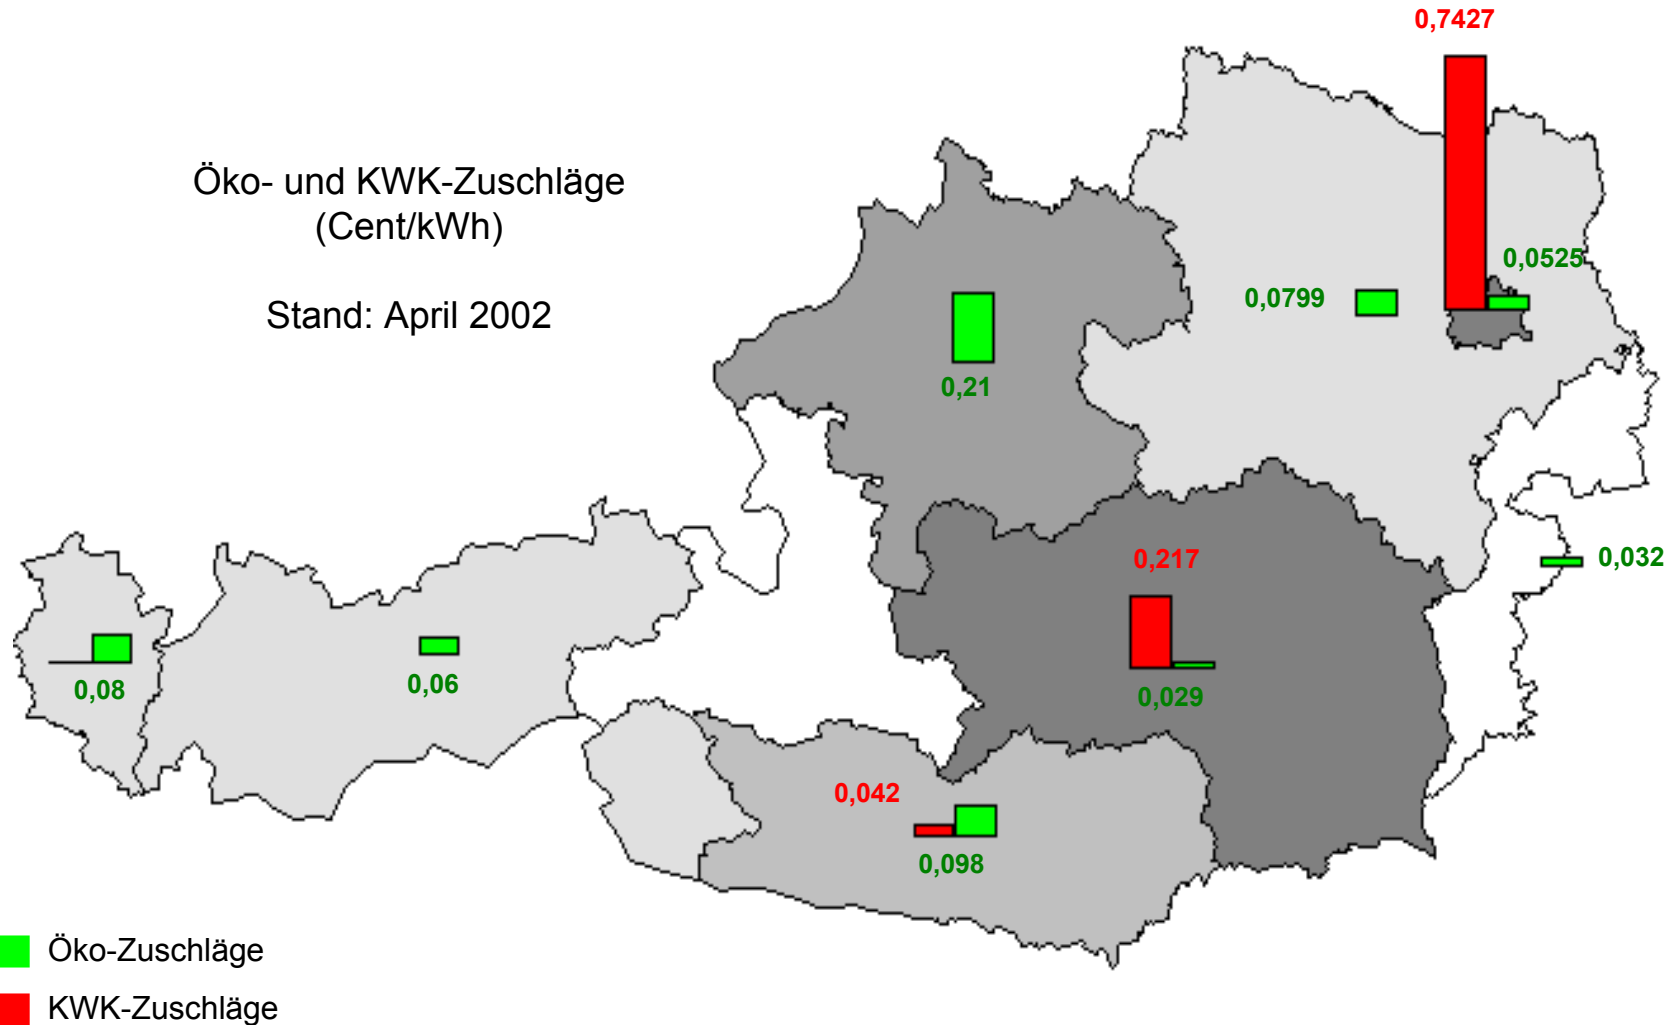 0,7427
Öko- und KWK-Zuschläge
(Cent/kWh)
Stand: April 2002
0,0525
0,0799
0,21
0,217
0,032
0,08
0,06
0,029
0,042
0,098
Öko-Zuschläge
KWK-Zuschläge